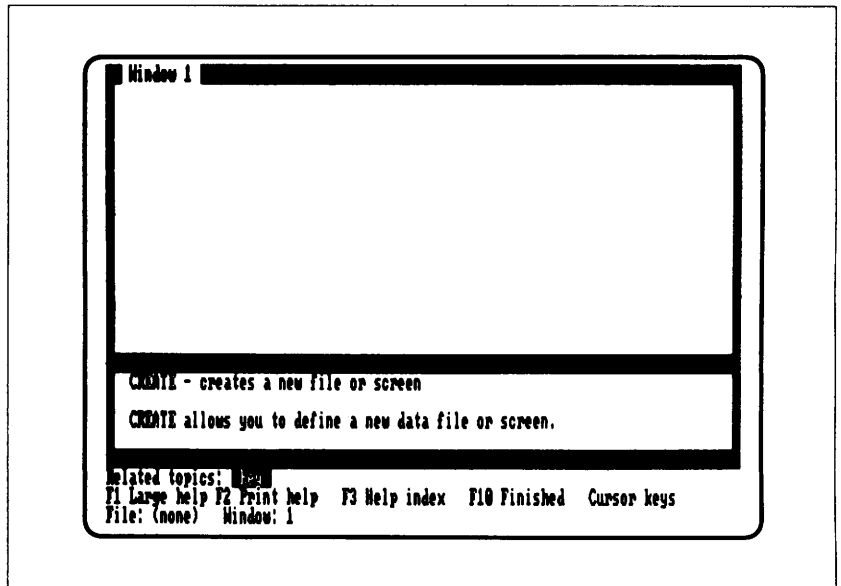 Window 1
CREATE - creates a new file or screen
CREATE allows you to define a new data file or screen.
Related topics: key
F1 Large help F2 Print help F3 Help index F10 Finished Cursor keys
File: (none) Window: 1